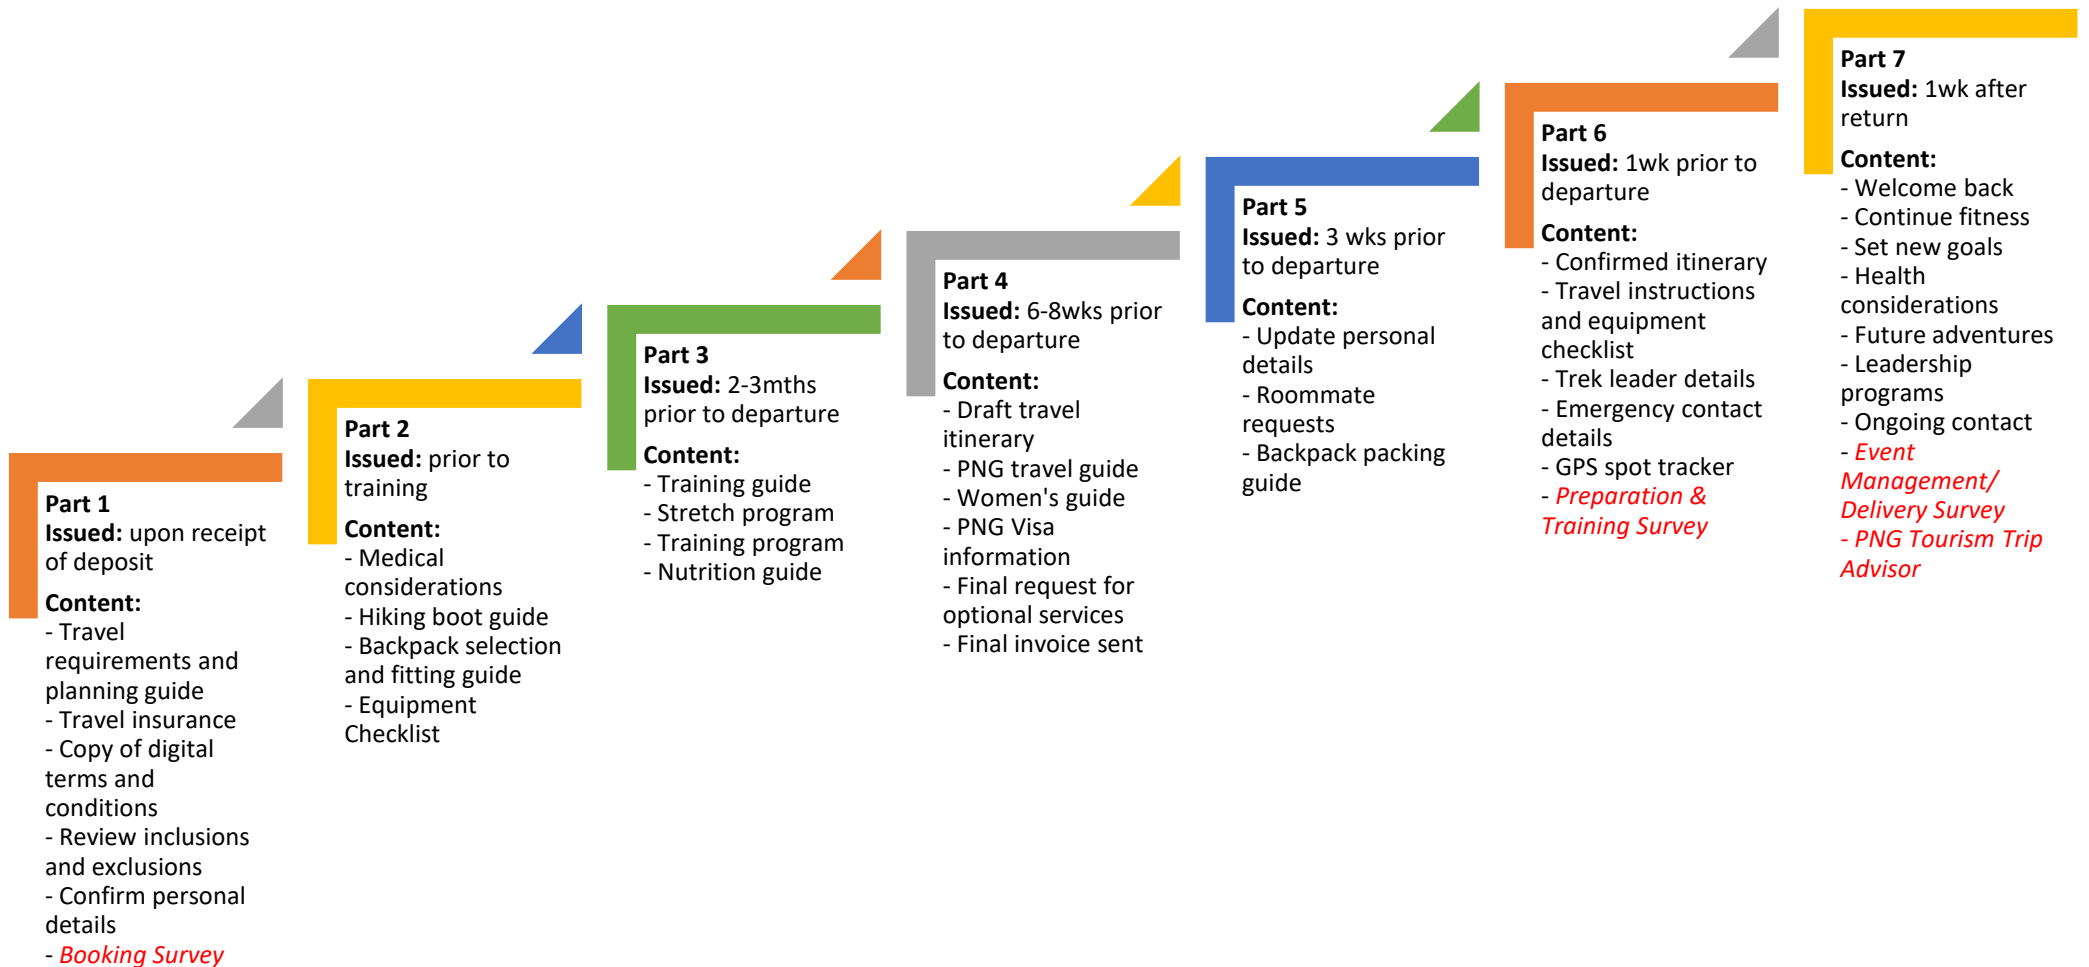 Part 1
Issued: upon receipt
of deposit
Content:
- Travel
requirements and
planning guide
- Travel insurance
- Copy of digital
terms and
conditions
- Review inclusions
and exclusions
- Confirm personal
details
- Booking Survey
Part 2
Issued: prior to
training
Content:
- Medical
considerations
- Hiking boot guide
- Backpack selection
and fitting guide
- Equipment
Checklist
Part 3
Issued: 2-3mths
prior to departure
Content:
- Training guide
- Stretch program
- Training program
- Nutrition guide
Part 4
Issued: 6-8wks prior
to departure
Content:
- Draft travel
itinerary
- PNG travel guide
- Women's guide
- PNG Visa
information
- Final request for
optional services
- Final invoice sent
Part 5
Issued: 3 wks prior
to departure
Content:
- Update personal
details
- Roommate
requests
- Backpack packing
guide
Part 6
Issued: 1wk prior to
departure
Content:
- Confirmed itinerary
- Travel instructions
and equipment
checklist
- Trek leader details
- Emergency contact
details
- GPS spot tracker
- Preparation &
Training Survey
Part 7
Issued: 1wk after
return
Content:
- Welcome back
- Continue fitness
- Set new goals
- Health
considerations
- Future adventures
- Leadership
programs
- Ongoing contact
- Event
Management/
Delivery Survey
- PNG Tourism Trip
Advisor